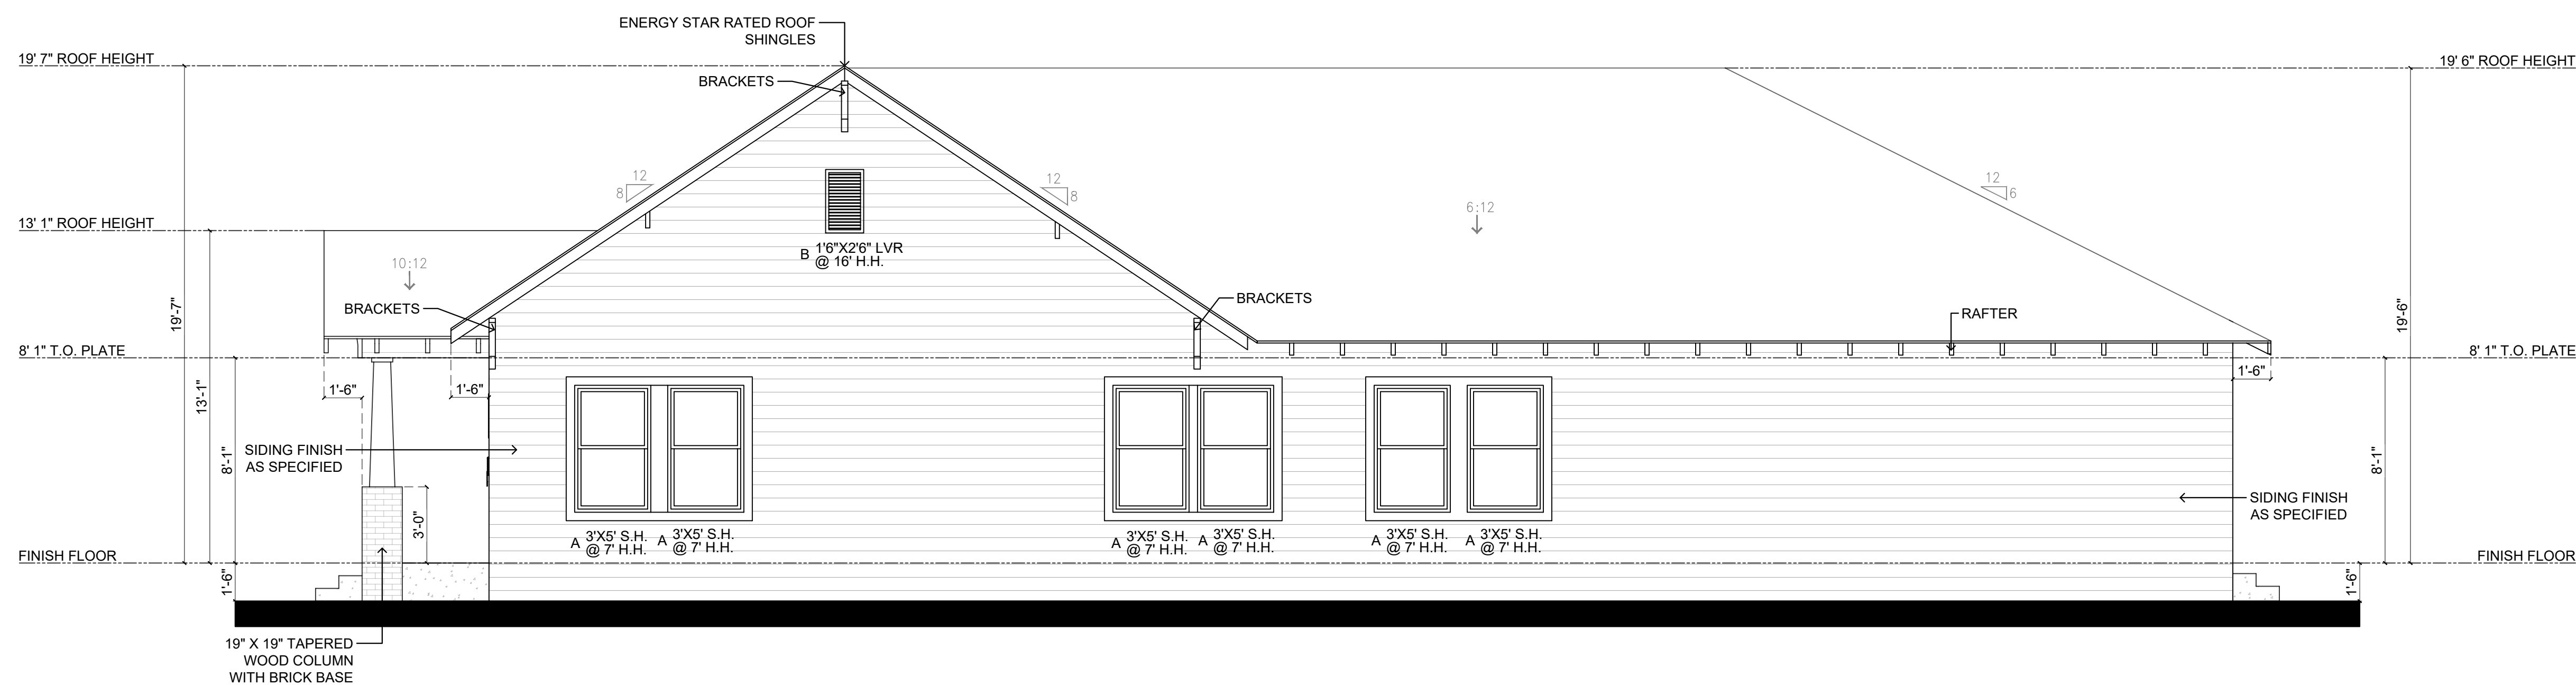 ENERGY STAR RATED ROOF
SHINGLES
19' 7" ROOF HEIGHT
19' 6" ROOF HEIGHT
BRACKETS
12
8
12
8
12
6
6:12
13' 1" ROOF HEIGHT
B 1'6"X2'6" LVR
@ 16' H.H.
10:12
BRACKETS
BRACKETS
RAFTER
19'-7"
19'-6"
8' 1" T.O. PLATE
8' 1" T.O. PLATE
13'-1"
1'-6"
1'-6"
1'-6"
SIDING FINISH
AS SPECIFIED
8'-1"
8'-1"
SIDING FINISH
AS SPECIFIED
3'-0"
A 3'X5' S.H.
@ 7' H.H.
A 3'X5' S.H.
@ 7' H.H.
A 3'X5' S.H.
@ 7' H.H.
A 3'X5' S.H.
@ 7' H.H.
A 3'X5' S.H.
@ 7' H.H.
A 3'X5' S.H.
@ 7' H.H.
FINISH FLOOR
FINISH FLOOR
1'-6"
1'-6"
19" X 19" TAPERED
WOOD COLUMN
WITH BRICK BASE